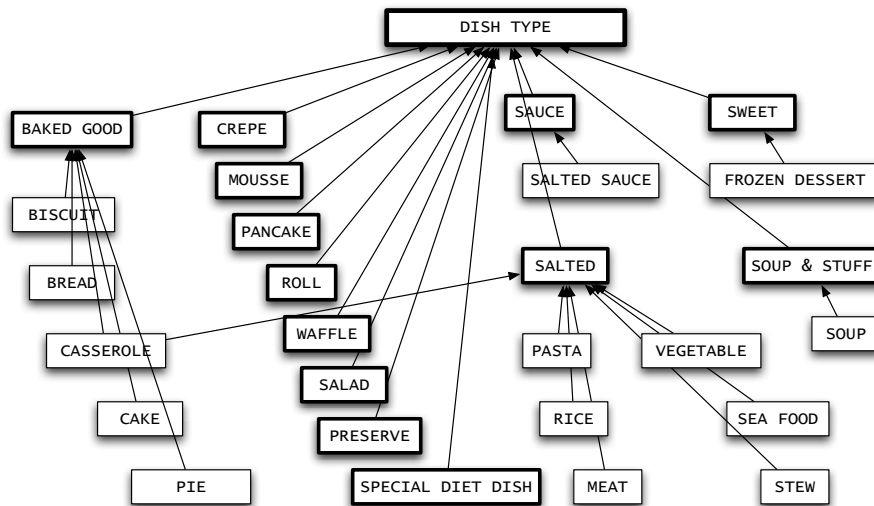 DISH TYPE
BAKED GOOD
CREPE
SAUCE
SWEET
MOUSSE
SALTED SAUCE
FROZEN DESSERT
BISCUIT
PANCAKE
BREAD
ROLL
SALTED
SOUP & STUFF
WAFFLE
SOUP
CASSEROLE
PASTA
VEGETABLE
SALAD
CAKE
RICE
SEA FOOD
PRESERVE
PIE
SPECIAL DIET DISH
MEAT
STEW